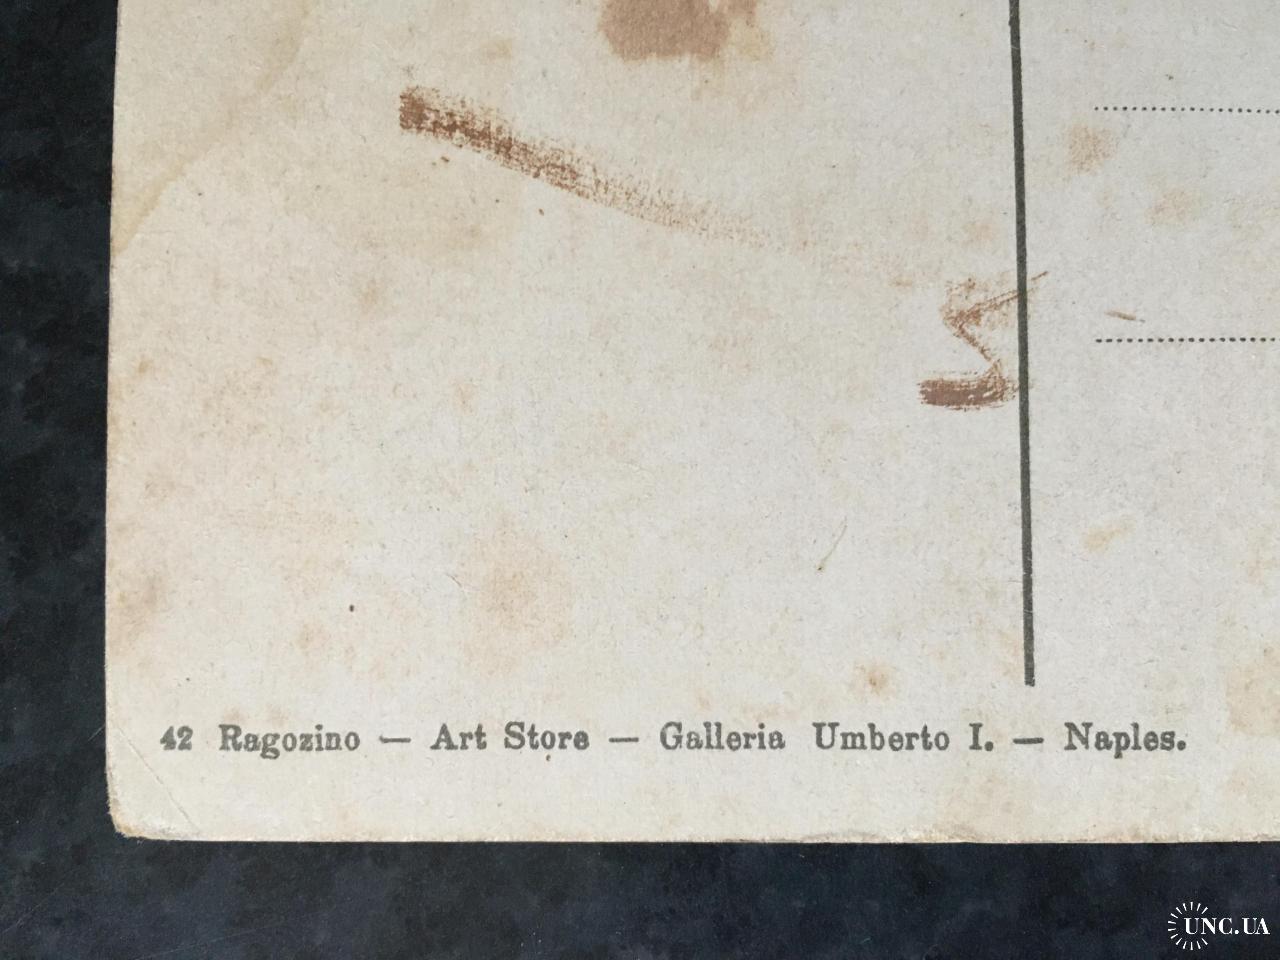 42 Ragozino — Art Store — Galleria Umberto I. — Naples.
UNC.UA